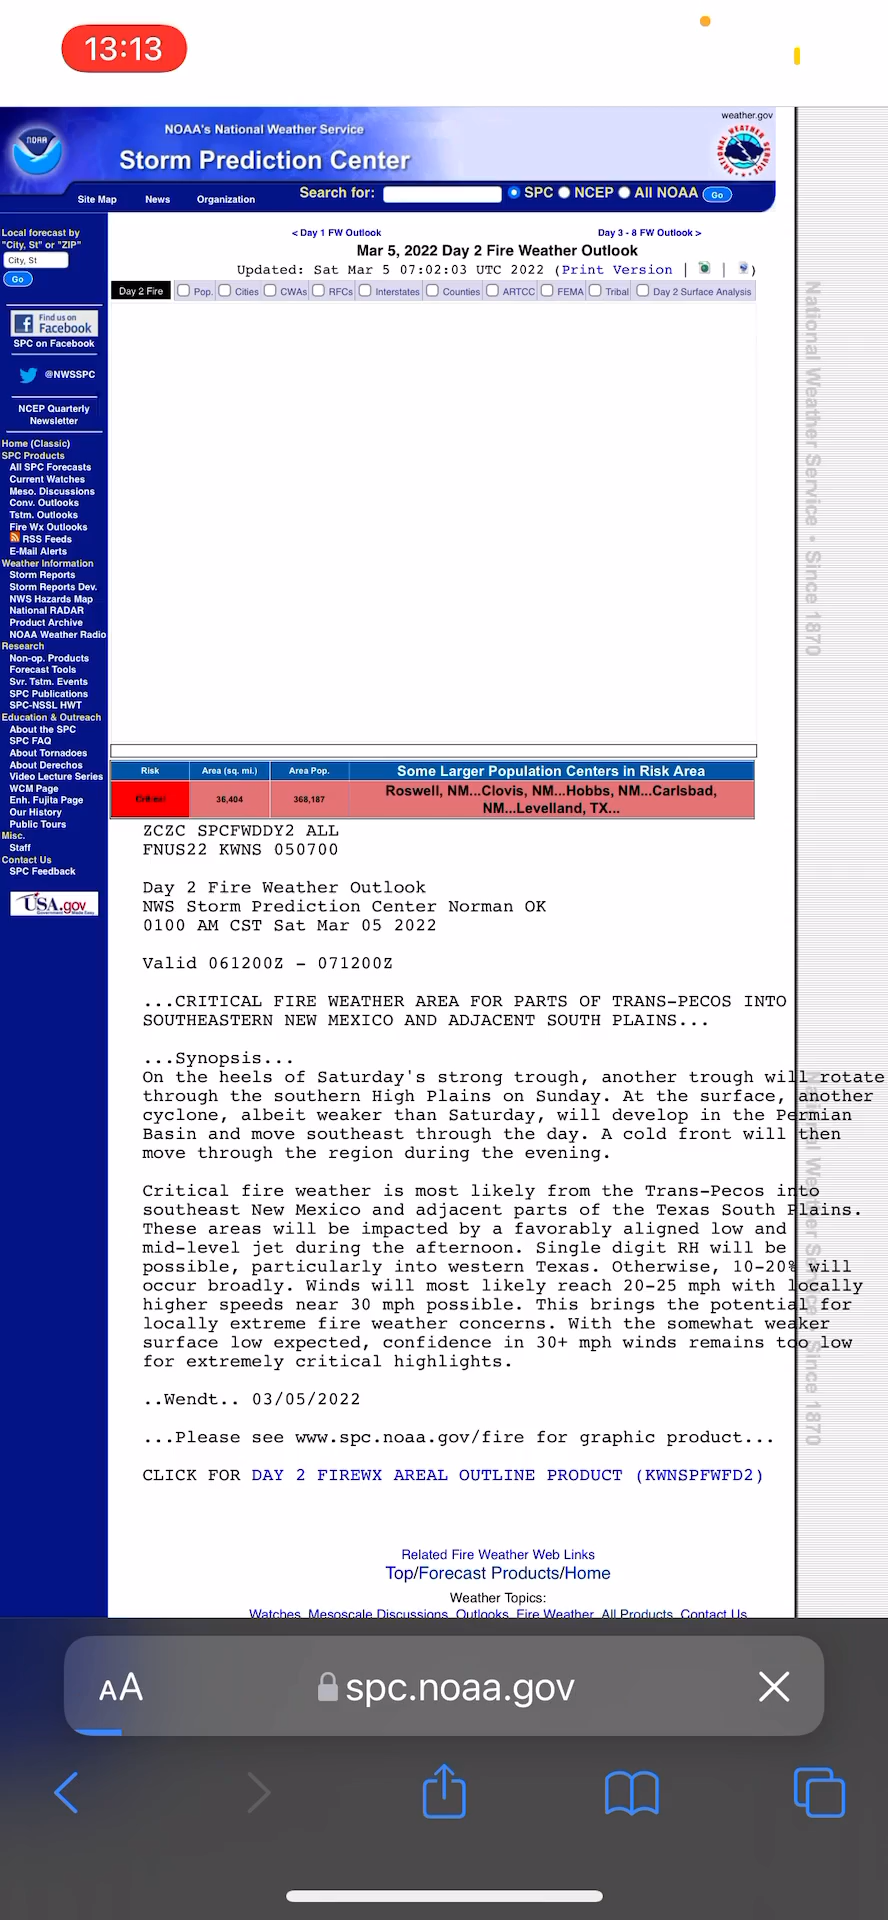 13:13
weather.gov
NOAA's National Weather Service
Storm Prediction Center
NOAA
NATIONAL WEATHER SERVICE
Site Map News Organization
Search for: SPC NCEP All NOAA Go
Local forecast by
"City, St" or "ZIP"
City, St
Go
Find us on
Facebook
SPC on Facebook
@NWSSPC
NCEP Quarterly
Newsletter
Home (Classic)
SPC Products
All SPC Forecasts
Current Watches
Meso. Discussions
Conv. Outlooks
Tstm. Outlooks
Fire Wx Outlooks
RSS Feeds
E-Mail Alerts
Weather Information
Storm Reports
Storm Reports Dev.
NWS Hazards Map
National RADAR
Product Archive
NOAA Weather Radio
Research
Non-op. Products
Forecast Tools
Svr. Tstm. Events
SPC Publications
SPC-NSSL HWT
Education & Outreach
About the SPC
SPC FAQ
About Tornadoes
About Derechos
Video Lecture Series
WCM Page
Enh. Fujita Page
Our History
Public Tours
Misc.
Staff
Contact Us
SPC Feedback
USA.gov
< Day 1 FW Outlook Day 3 - 8 FW Outlook >
Mar 5, 2022 Day 2 Fire Weather Outlook
Updated: Sat Mar 5 07:02:03 UTC 2022 (Print Version | | )
Day 2 Fire Pop. Cities CWAs RFCs Interstates Counties ARTCC FEMA Tribal Day 2 Surface Analysis
Risk Area (sq. mi.) Area Pop. Some Larger Population Centers in Risk Area
Critical 36,404 368,187 Roswell, NM...Clovis, NM...Hobbs, NM...Carlsbad,
NM...Levelland, TX...
ZCZC SPCFWDDY2 ALL
FNUS22 KWNS 050700
Day 2 Fire Weather Outlook
NWS Storm Prediction Center Norman OK
0100 AM CST Sat Mar 05 2022
Valid 061200Z - 071200Z
...CRITICAL FIRE WEATHER AREA FOR PARTS OF TRANS-PECOS INTO
SOUTHEASTERN NEW MEXICO AND ADJACENT SOUTH PLAINS...
...Synopsis...
On the heels of Saturday's strong trough, another trough will rotate
through the southern High Plains on Sunday. At the surface, another
cyclone, albeit weaker than Saturday, will develop in the Permian
Basin and move southeast through the day. A cold front will then
move through the region during the evening.
Critical fire weather is most likely from the Trans-Pecos into
southeast New Mexico and adjacent parts of the Texas South Plains.
These areas will be impacted by a favorably aligned low and
mid-level jet during the afternoon. Single digit RH will be
possible, particularly into western Texas. Otherwise, 10-20% will
occur broadly. Winds will most likely reach 20-25 mph with locally
higher speeds near 30 mph possible. This brings the potential for
locally extreme fire weather concerns. With the somewhat weaker
surface low expected, confidence in 30+ mph winds remains too low
for extremely critical highlights.
..Wendt.. 03/05/2022
...Please see www.spc.noaa.gov/fire for graphic product...
CLICK FOR DAY 2 FIREWX AREAL OUTLINE PRODUCT (KWNSPFWFD2)
Related Fire Weather Web Links
Top/Forecast Products/Home
Weather Topics:
Watches, Mesoscale Discussions, Outlooks, Fire Weather, All Products, Contact Us
National Weather Service • Since 1870
National Weather Service • Since 1870
AA spc.noaa.gov